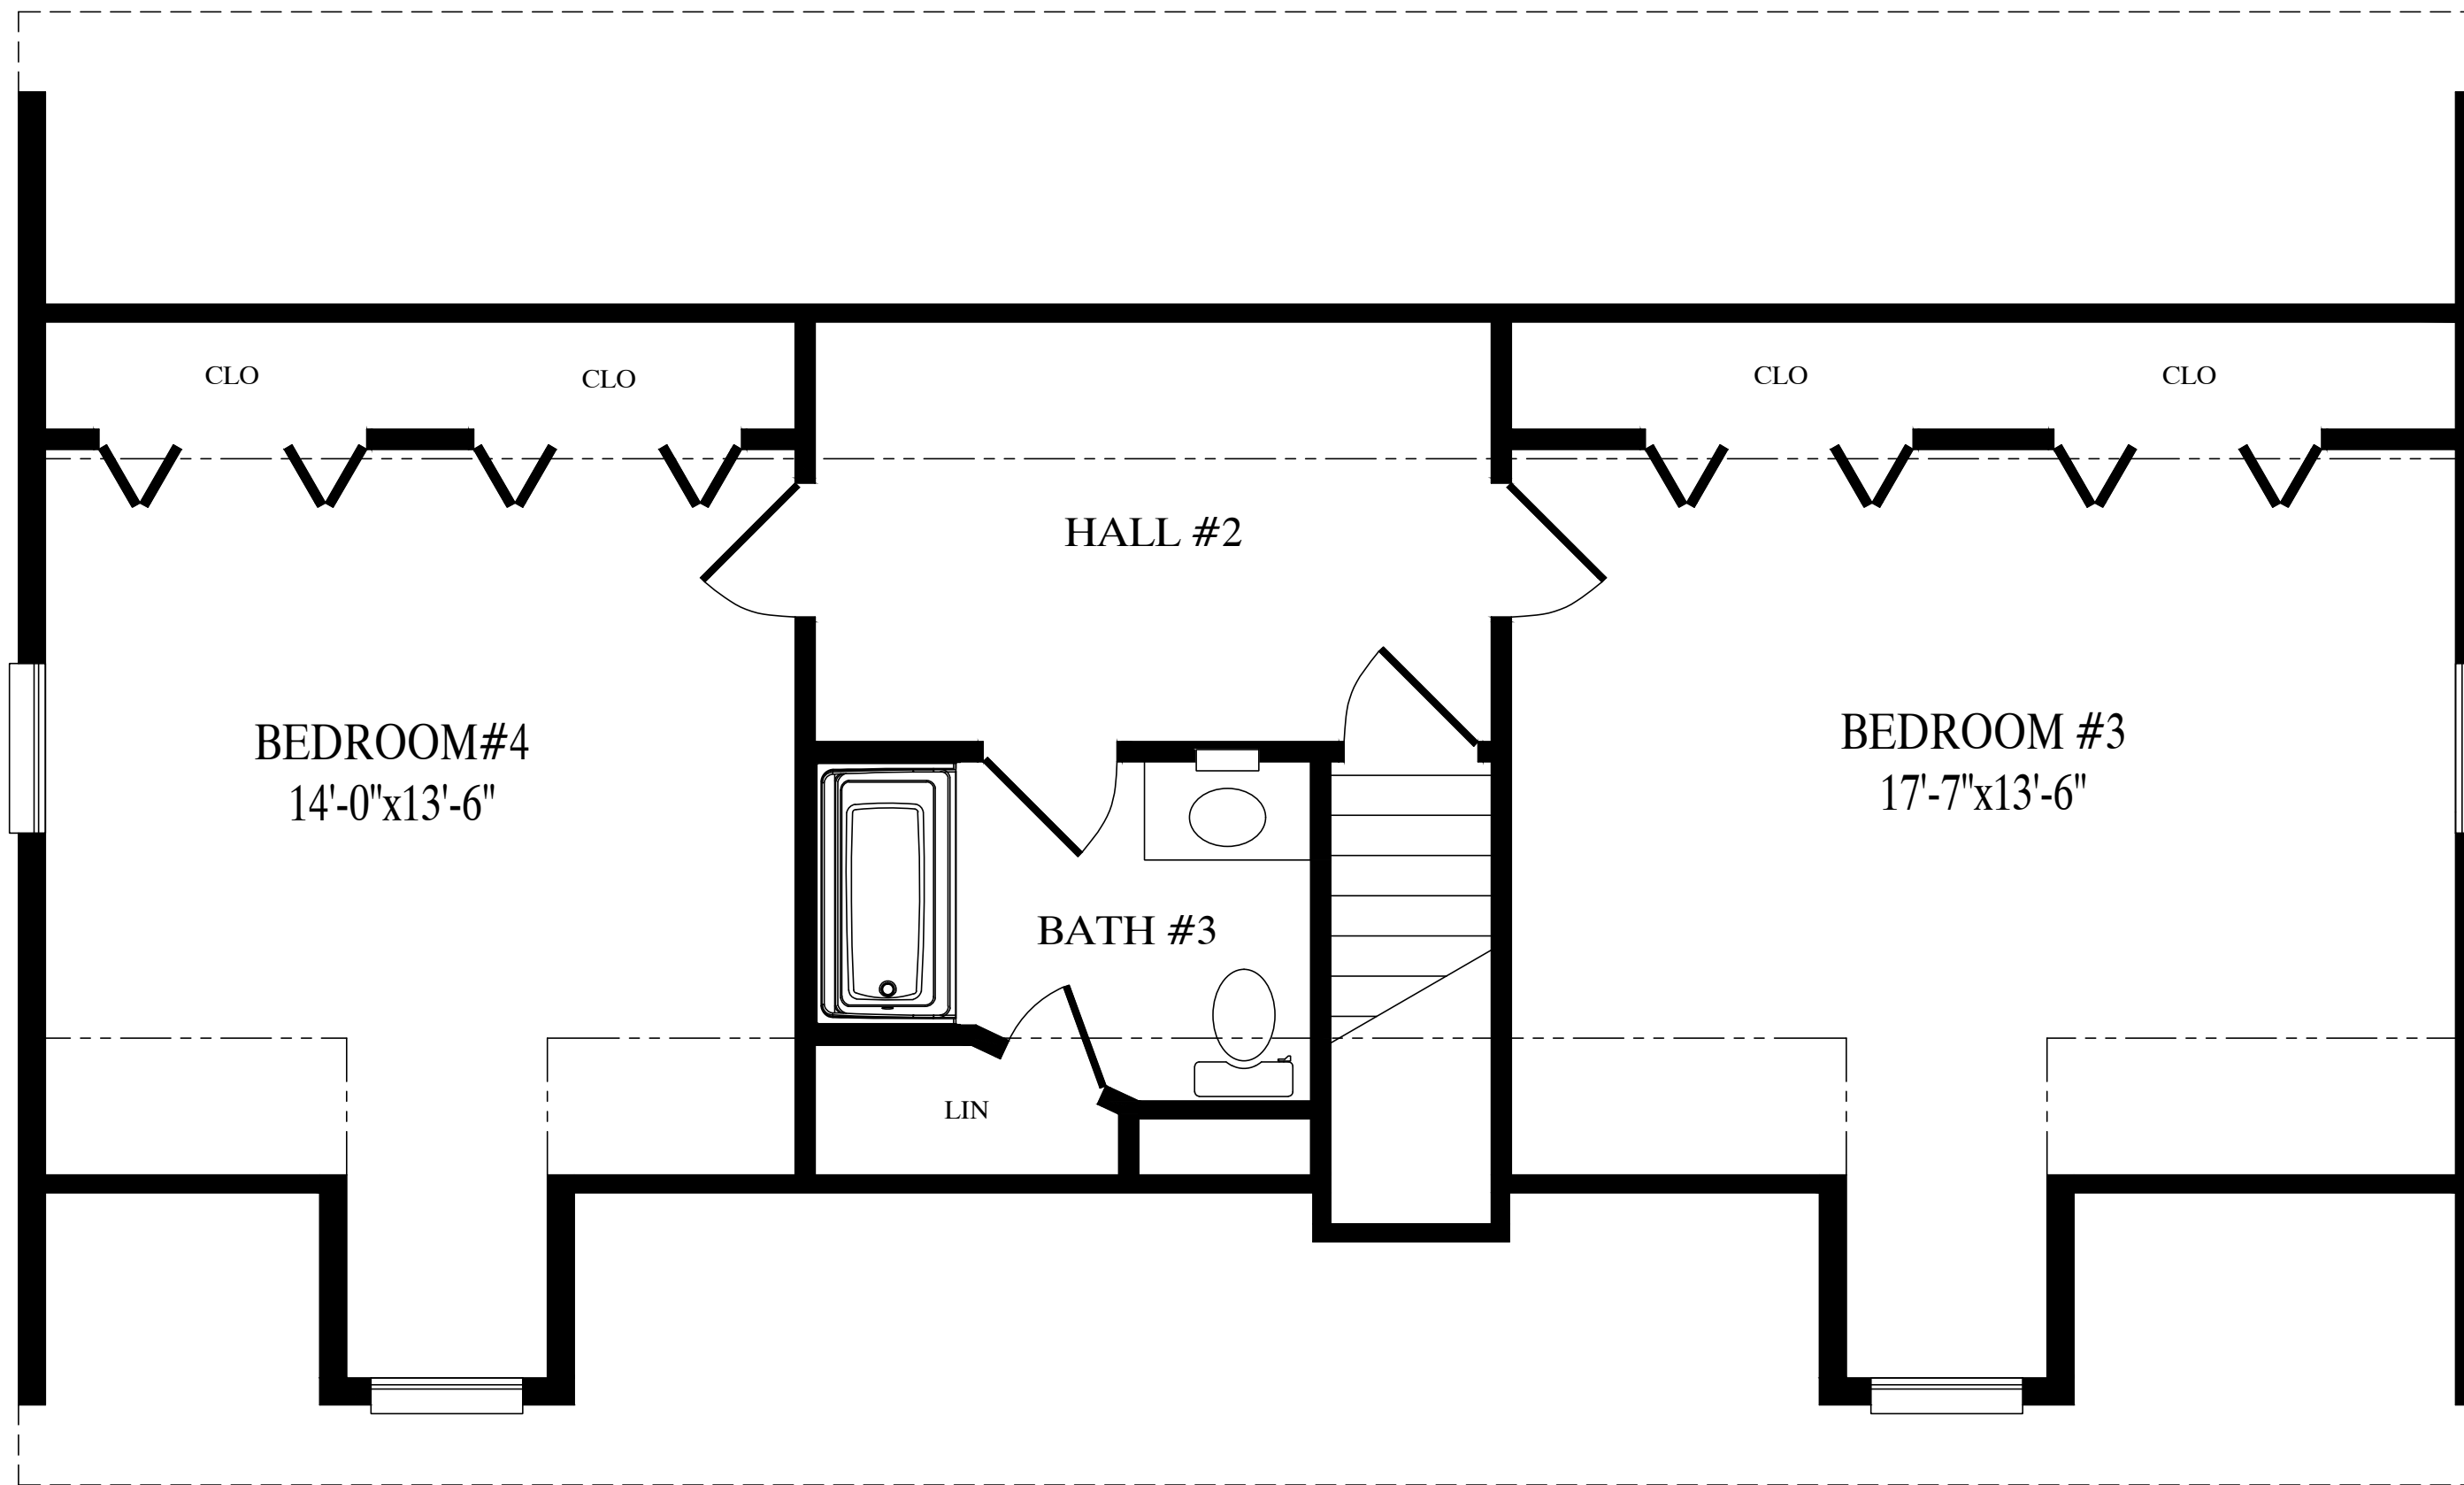 CLO
CLO
CLO
CLO
HALL #2
BEDROOM#4
14'-0"x13'-6"
BEDROOM #3
17'-7"x13'-6"
BATH #3
LIN